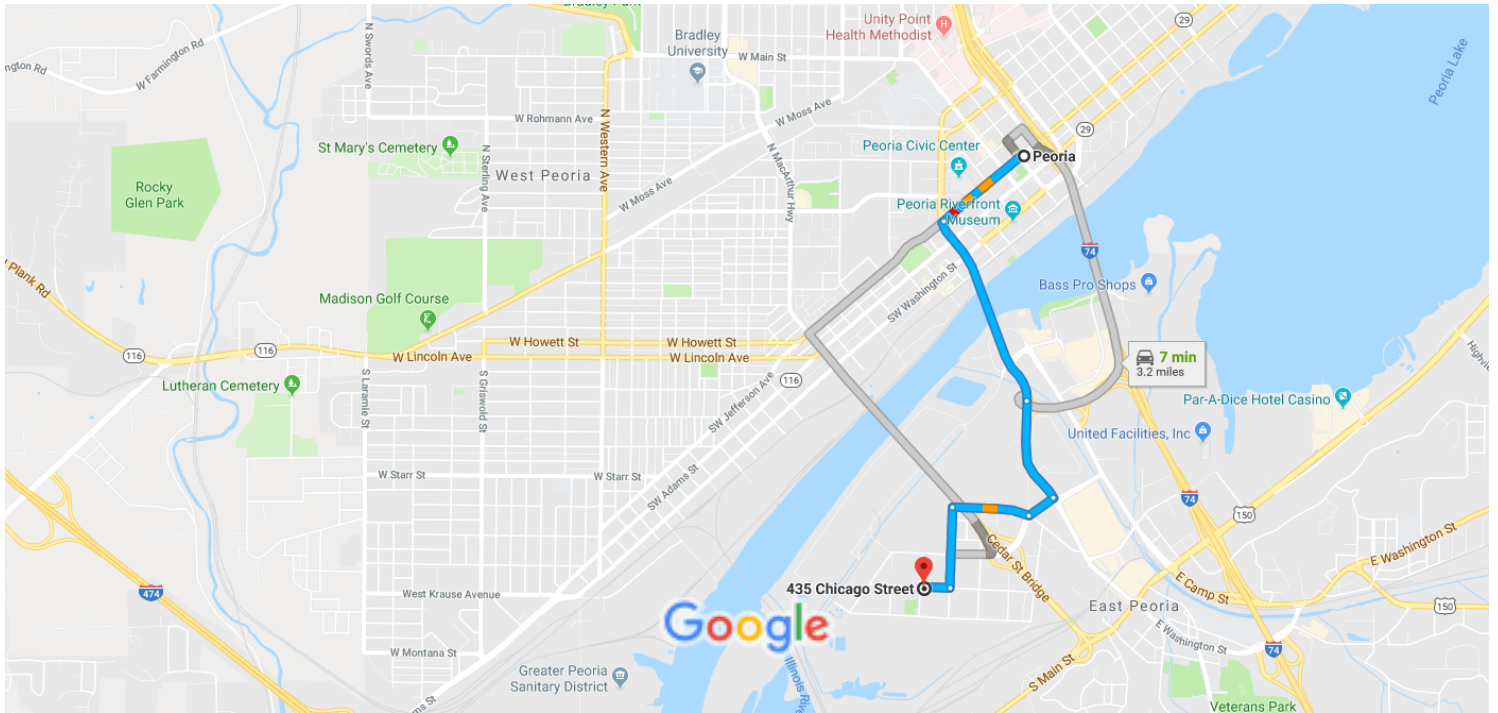 Bradley Park
29
Unity Point
Health Methodist
H
N Swords Ave
W Farmington Rd
Bradley
University
W Main St
Peoria Lake
W Rohmann Ave
W Moss Ave
29
St Mary's Cemetery
N Sterling Ave
N Western Ave
N MacArthur Hwy
Peoria Civic Center
Peoria
West Peoria
Rocky
Glen Park
W Moss Ave
Peoria Riverfront
Museum
74
Plank Rd
SW Washington St
Bass Pro Shops
Madison Golf Course
116
116
W Howett St
W Howett St
W Lincoln Ave
W Lincoln Ave
7 min
3.2 miles
Lutheran Cemetery
116
S Laramie St
S Griswold St
SW Jefferson Ave
Par-A-Dice Hotel Casino
United Facilities, Inc
W Starr St
W Starr St
SW Adams St
74
150
Cedar St Bridge
E Washington St
435 Chicago Street
474
West Krause Avenue
E Camp St
East Peoria
150
Google
E Washington St
W Montana St
74
Greater Peoria
Sanitary District
S Main St
Illinois Riv
ams St
Veterans Park